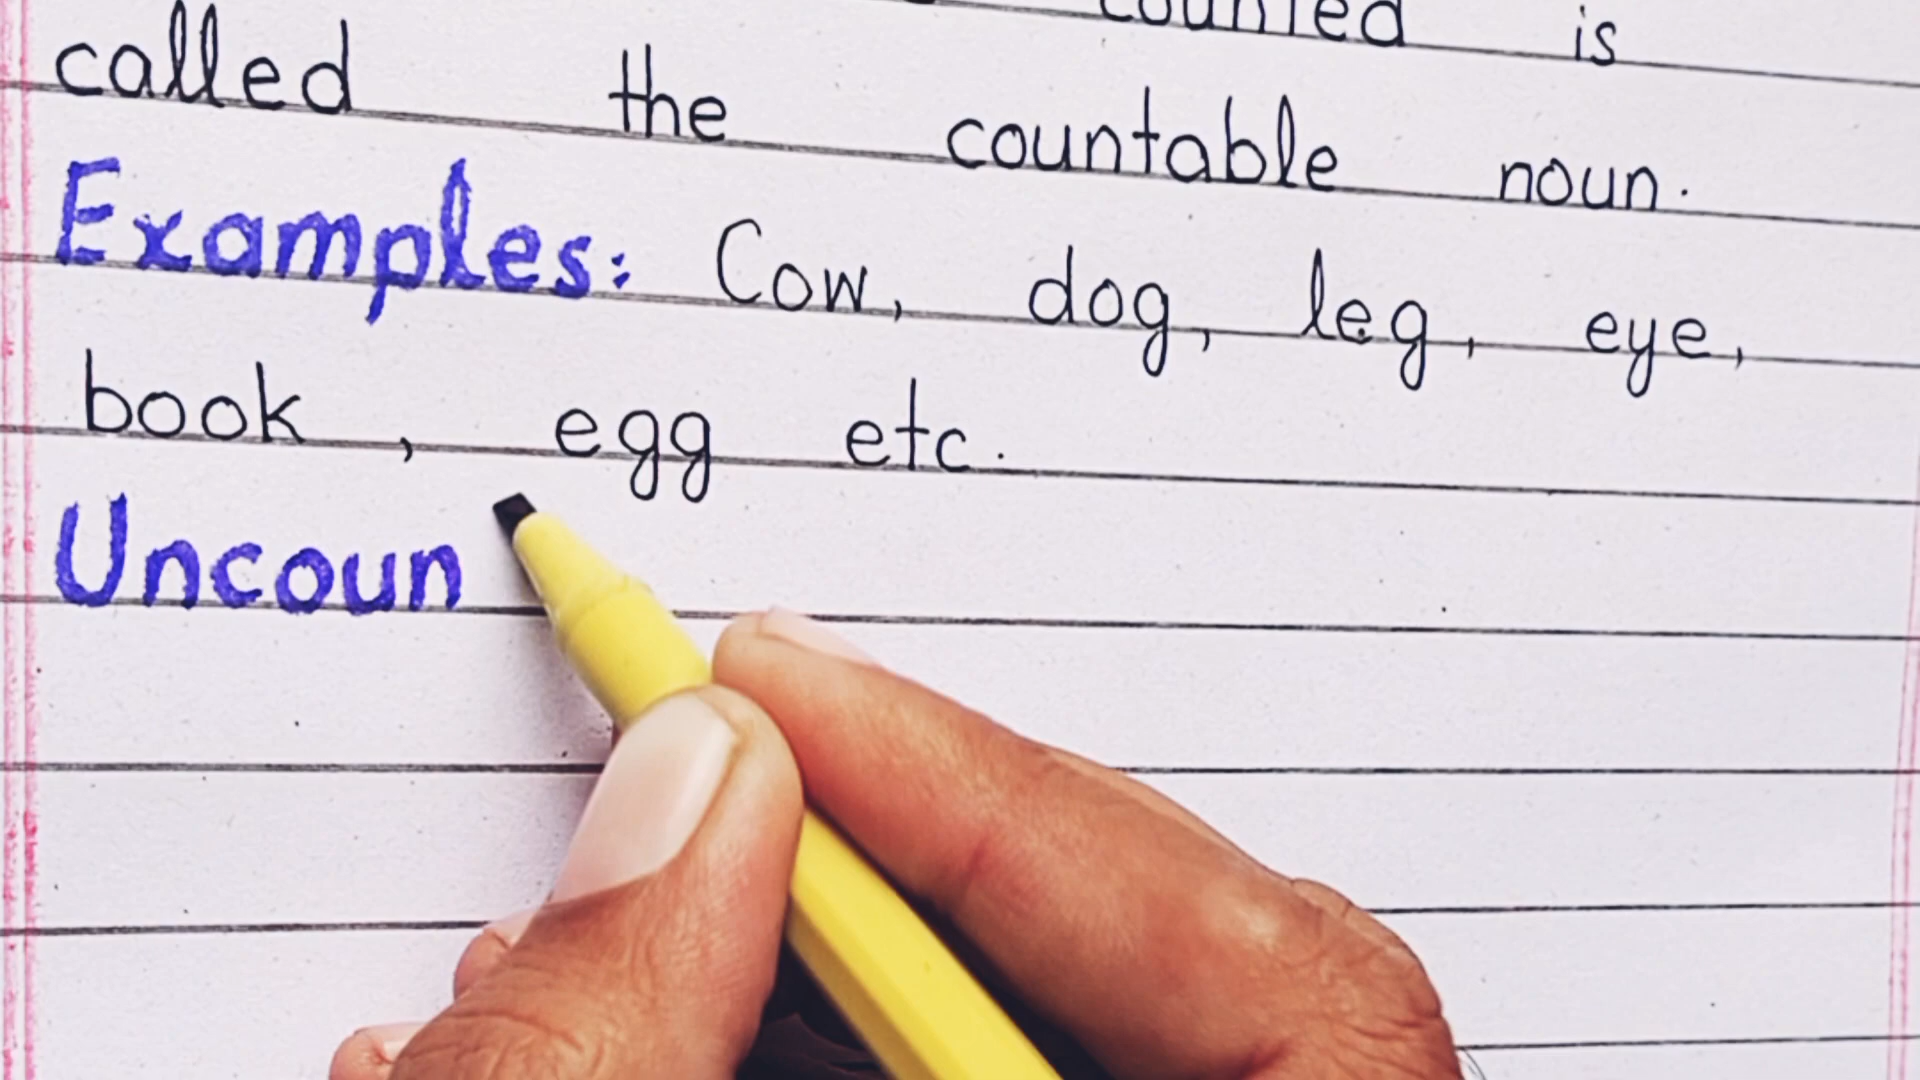 counted is
called the countable noun.
Examples: Cow, dog, leg, eye,
book, egg etc.
Uncoun